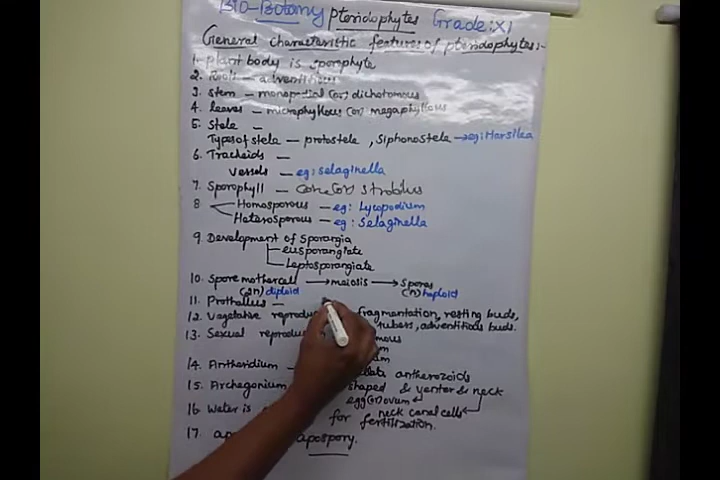 Bio-Botany Pteridophytes Grade:XI
General characteristic features of pteridophytes:-
1. plant body is sporophyte
2. Root - adventitious
3. stem - monopodial (or) dichotomous
4. leaves - microphyllous (or) megaphyllous
5. Stele -
Types of stele - protostele, Siphonostele → eg: Marsilea
6. Tracheids -
Vessels - eg: selaginella
7. Sporophyll - Cone (or) strobilus
8 Homosporous - eg: Lycopodium
Heterosporous - eg: Selaginella
9. Development of Sporangia
eusporangiate
Leptosporangiate
10. Spore mother cell → meiosis → Spores
(2n) diploid (n) haploid
11. Prothallus -
12. Vegetative fragmentation, resting buds,
tubers, adventitious buds.
13. Sexual
14. Antheridium - antherozoids
15. Archegonium shaped & venter & neck
egg (or) ovum neck canal cells
16. Water is for fertilization.
17. apospory.